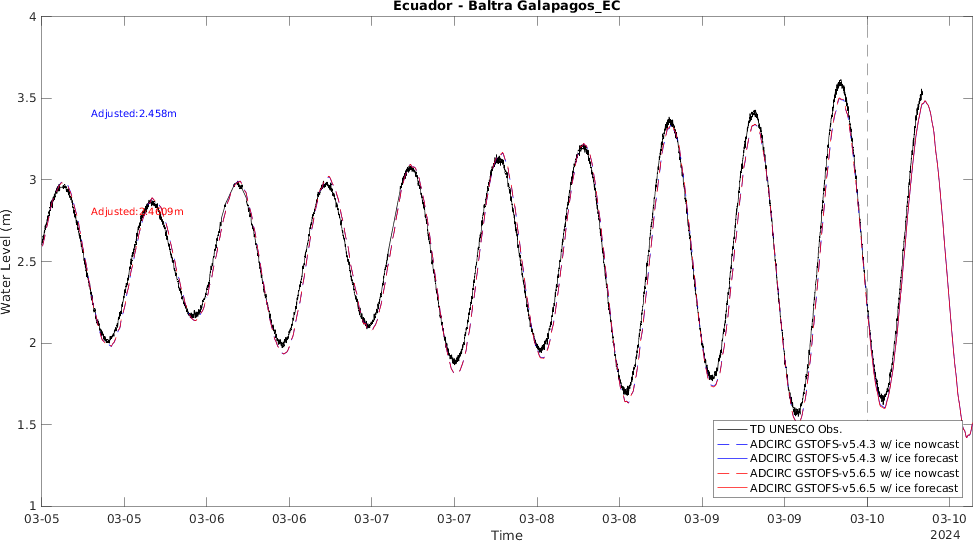 Ecuador - Baltra Galapagos_EC
4
3.5
3
2.5
2
1.5
1
Water Level (m)
Adjusted:2.458m
Adjusted:2.4609m
TD UNESCO Obs.
ADCIRC GSTOFS-v5.4.3 w/ ice nowcast
ADCIRC GSTOFS-v5.4.3 w/ ice forecast
ADCIRC GSTOFS-v5.6.5 w/ ice nowcast
ADCIRC GSTOFS-v5.6.5 w/ ice forecast
03-05 03-05 03-06 03-06 03-07 03-07 03-08 03-08 03-09 03-09 03-10 03-10
Time
2024